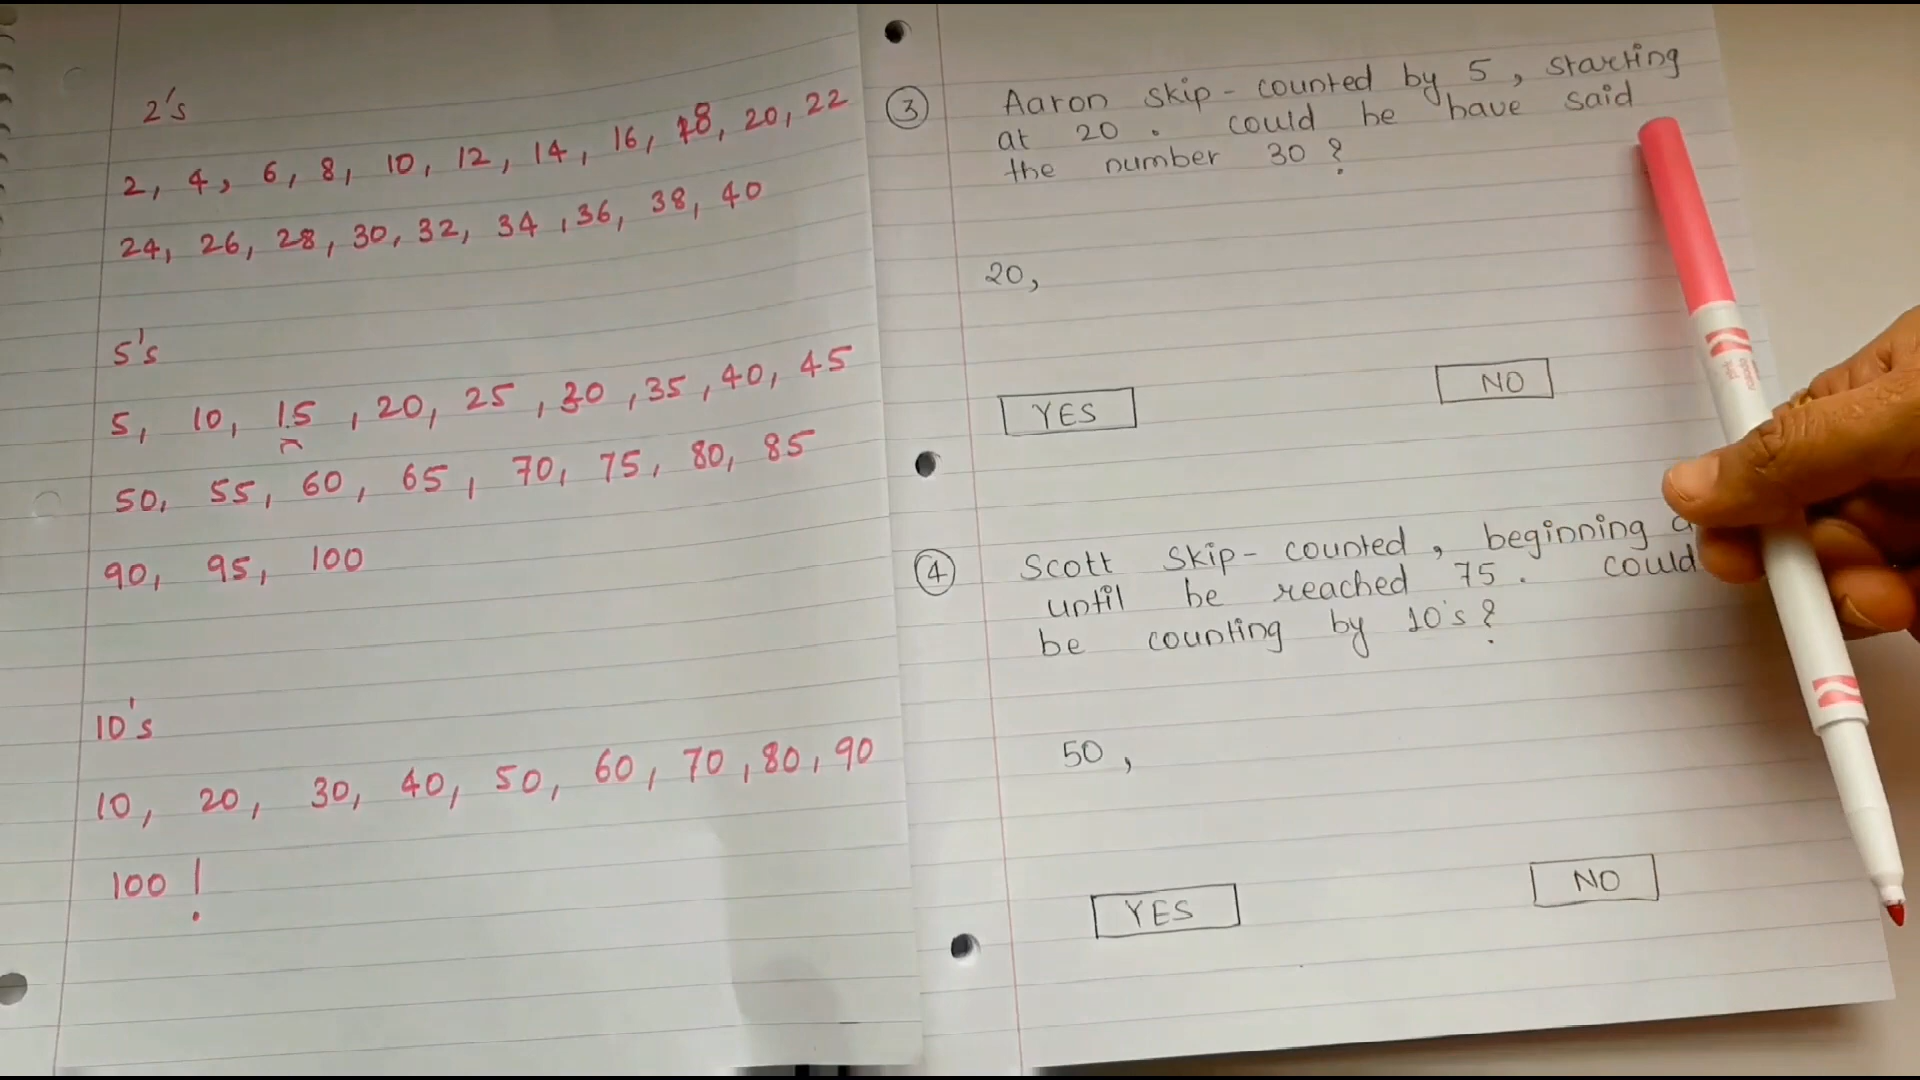 2's
2, 4, 6, 8, 10, 12, 14, 16, 18, 20, 22
24, 26, 28, 30, 32, 34, 36, 38, 40
5's
5, 10, 15, 20, 25, 30, 35, 40, 45
50, 55, 60, 65, 70, 75, 80, 85
90, 95, 100
10's
10, 20, 30, 40, 50, 60, 70, 80, 90
100!
3 Aaron skip-counted by 5, starting
at 20. could he have said
the number 30?
20,
YES NO
4 Scott skip-counted, beginning
until he reached 75. could
he counting by 10's?
50,
YES NO